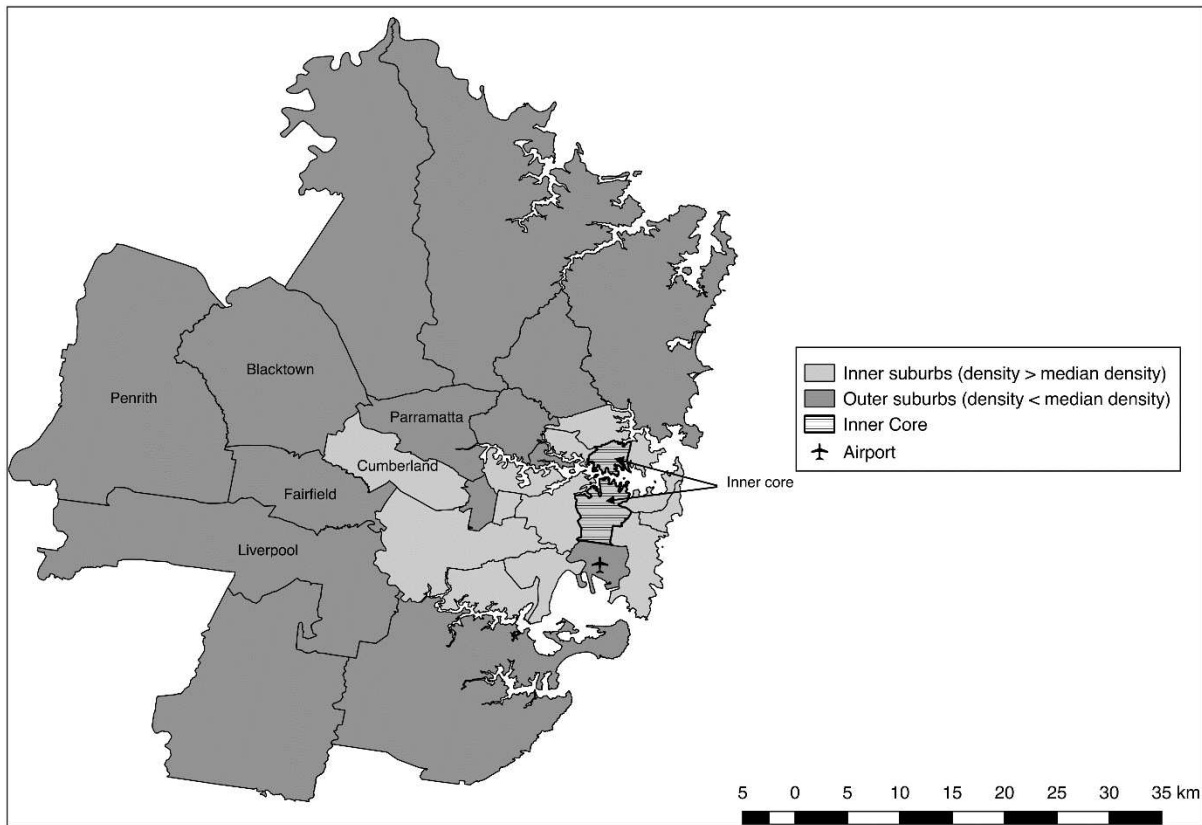 Blacktown
Penrith
Parramatta
Cumberland
Fairfield
Liverpool
Inner suburbs (density > median density)
Outer suburbs (density < median density)
Inner Core
Airport
Inner core
5 0 5 10 15 20 25 30 35 km